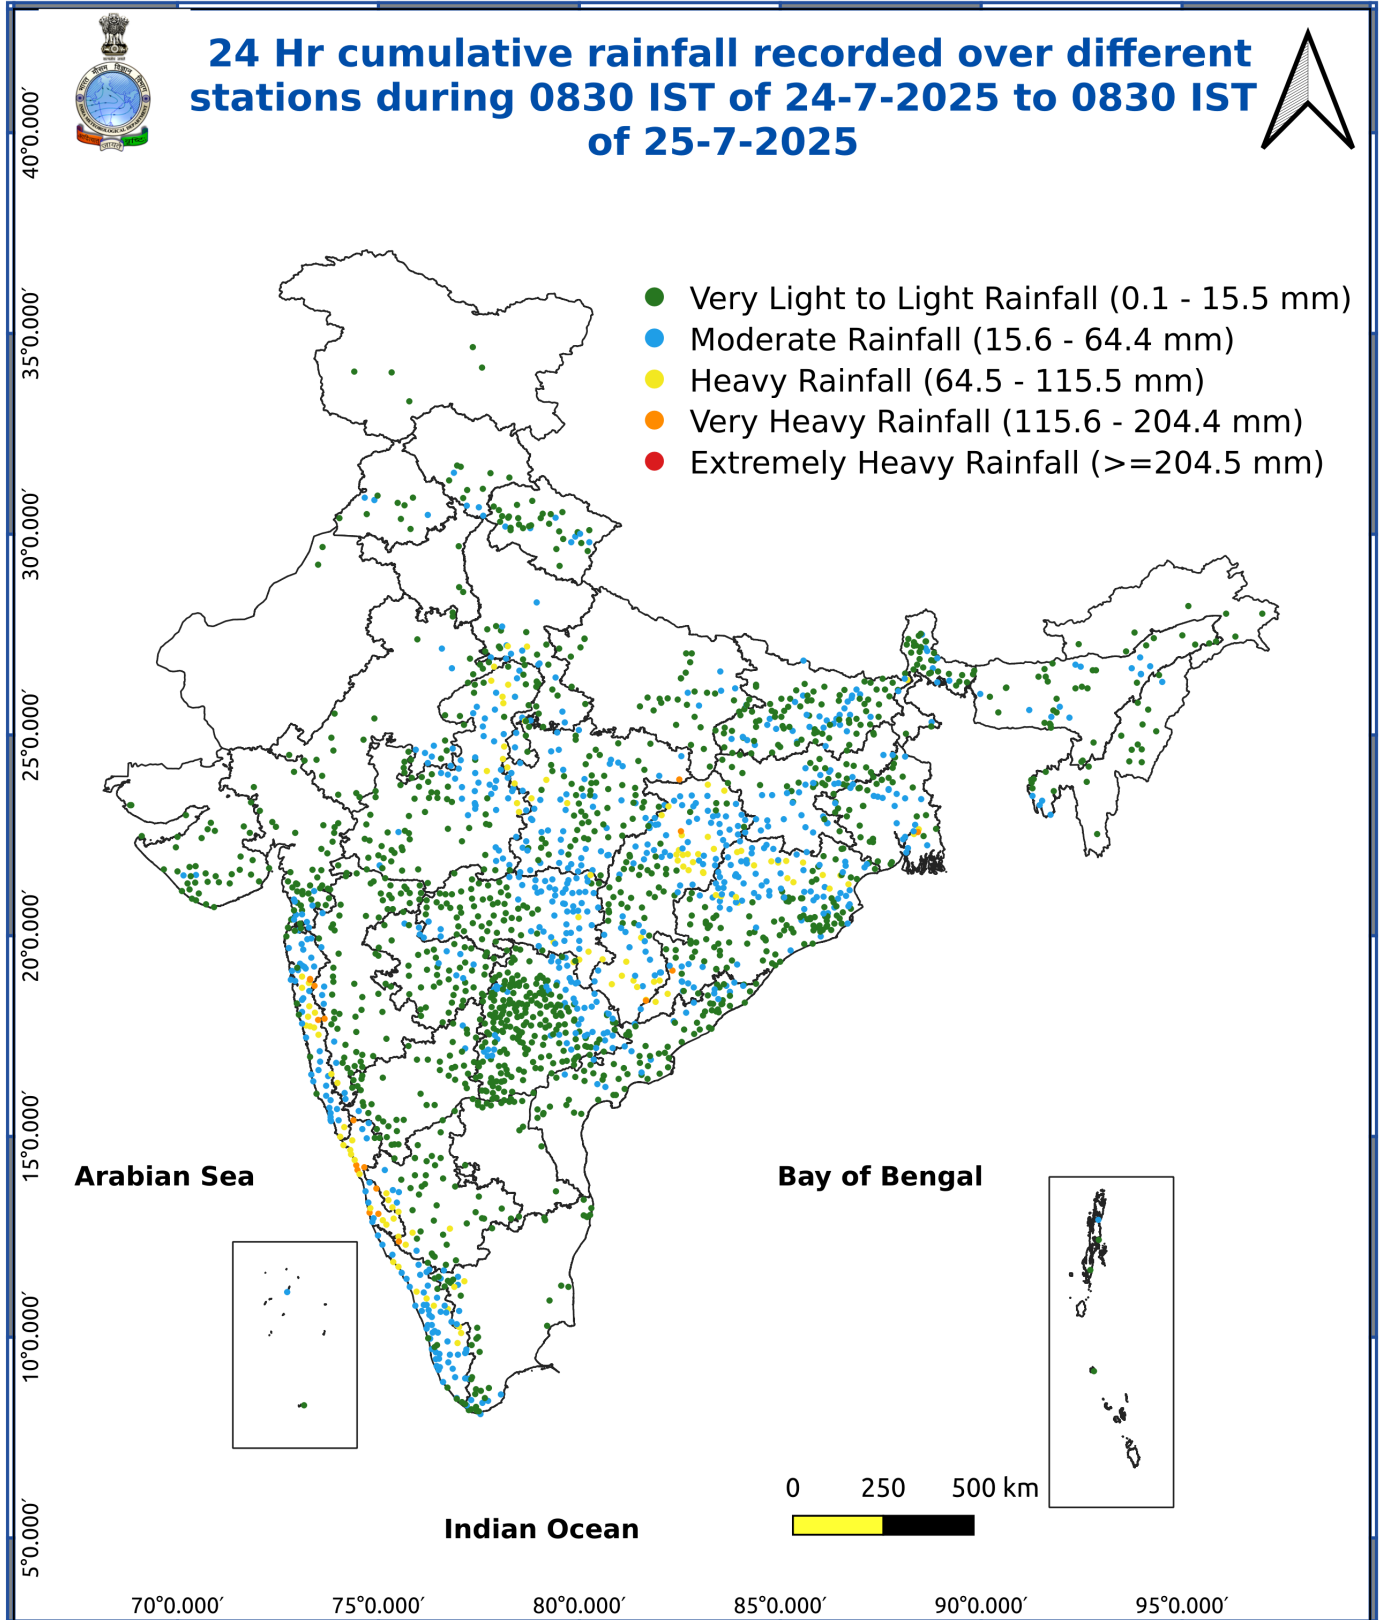 24 Hr cumulative rainfall recorded over different
stations during 0830 IST of 24-7-2025 to 0830 IST
of 25-7-2025
Very Light to Light Rainfall (0.1 - 15.5 mm)
Moderate Rainfall (15.6 - 64.4 mm)
Heavy Rainfall (64.5 - 115.5 mm)
Very Heavy Rainfall (115.6 - 204.4 mm)
Extremely Heavy Rainfall (>=204.5 mm)
40°0.000′
35°0.000′
30°0.000′
25°0.000′
20°0.000′
15°0.000′
10°0.000′
5°0.000′
Arabian Sea
Bay of Bengal
Indian Ocean
0 250 500 km
70°0.000′ 75°0.000′ 80°0.000′ 85°0.000′ 90°0.000′ 95°0.000′